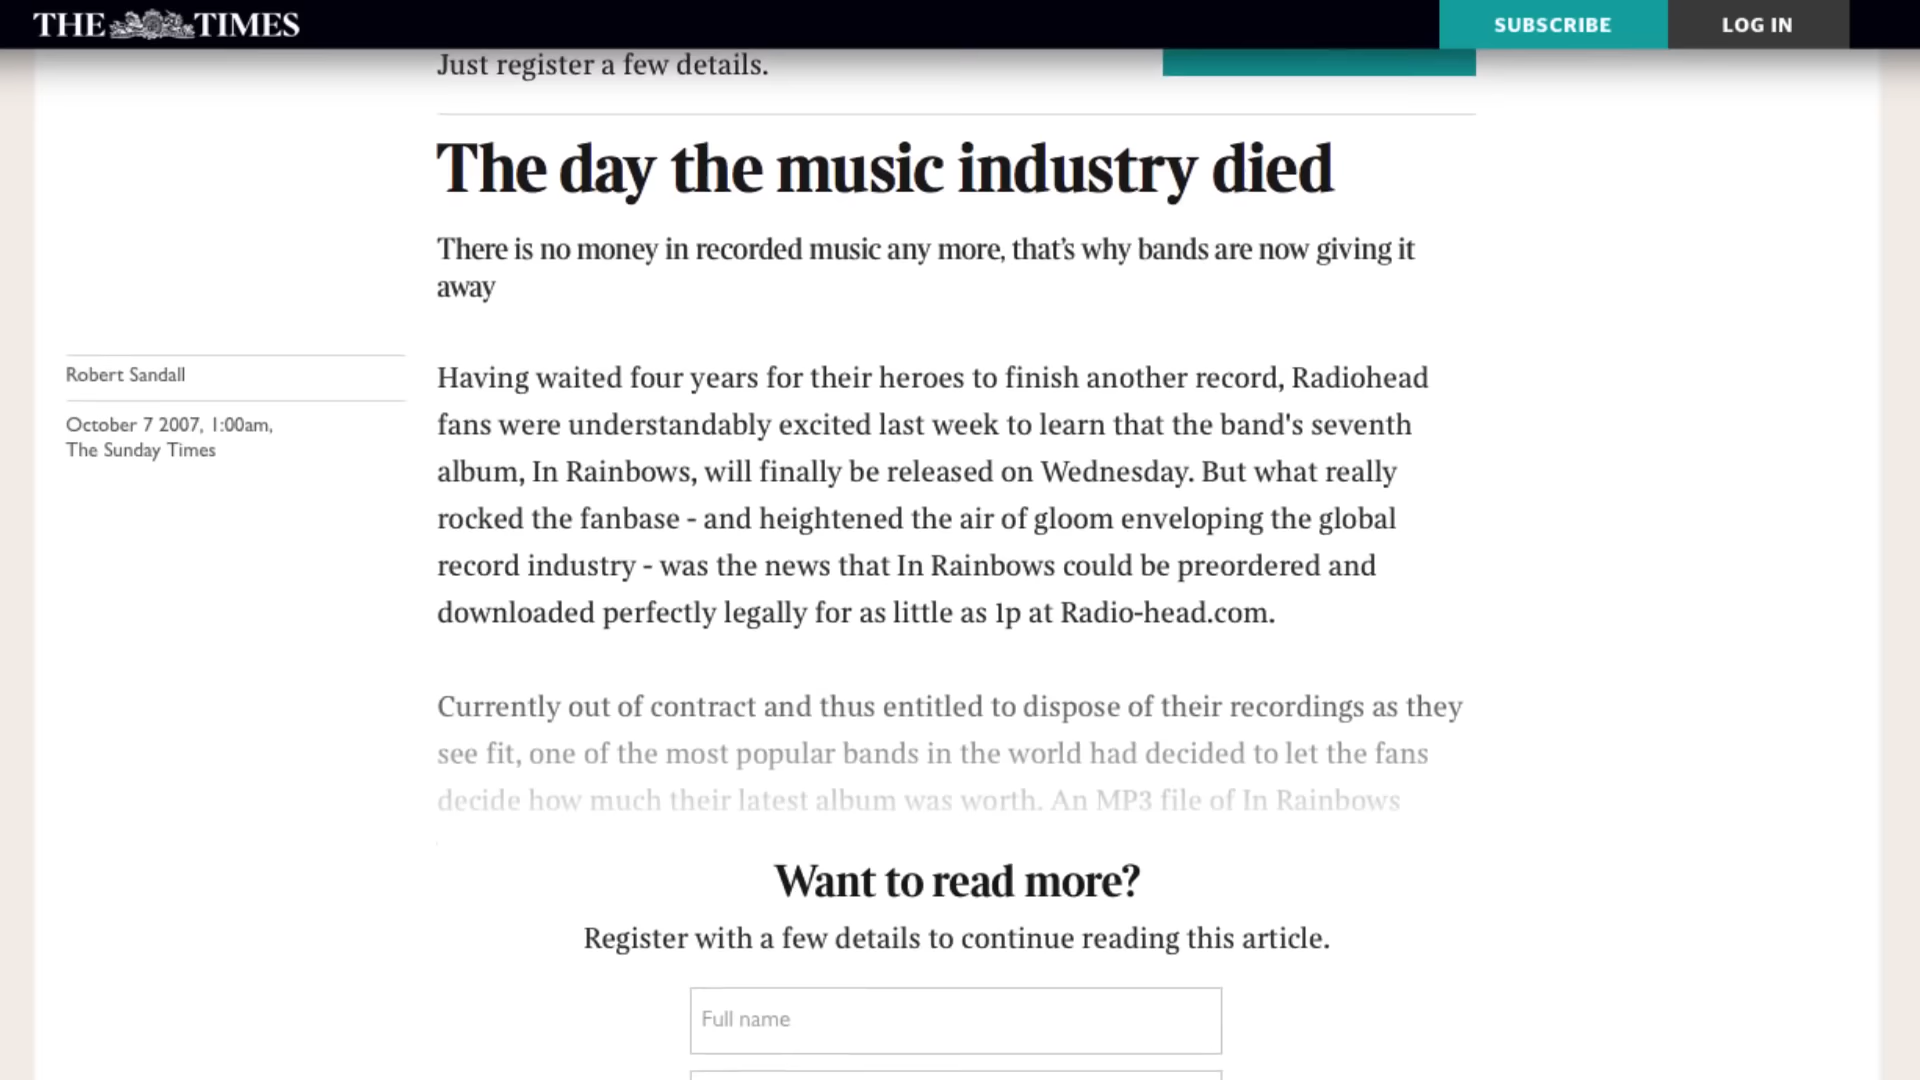 THE TIMES
SUBSCRIBE
LOG IN
Just register a few details.
The day the music industry died
There is no money in recorded music any more, that’s why bands are now giving it
away
Robert Sandall
October 7 2007, 1:00am,
The Sunday Times
Having waited four years for their heroes to finish another record, Radiohead
fans were understandably excited last week to learn that the band's seventh
album, In Rainbows, will finally be released on Wednesday. But what really
rocked the fanbase - and heightened the air of gloom enveloping the global
record industry - was the news that In Rainbows could be preordered and
downloaded perfectly legally for as little as 1p at Radio-head.com.
Currently out of contract and thus entitled to dispose of their recordings as they
see fit, one of the most popular bands in the world had decided to let the fans
decide how much their latest album was worth. An MP3 file of In Rainbows
Want to read more?
Register with a few details to continue reading this article.
Full name